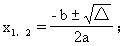 x₁, ₂ = (-b ± √△) / 2a ;